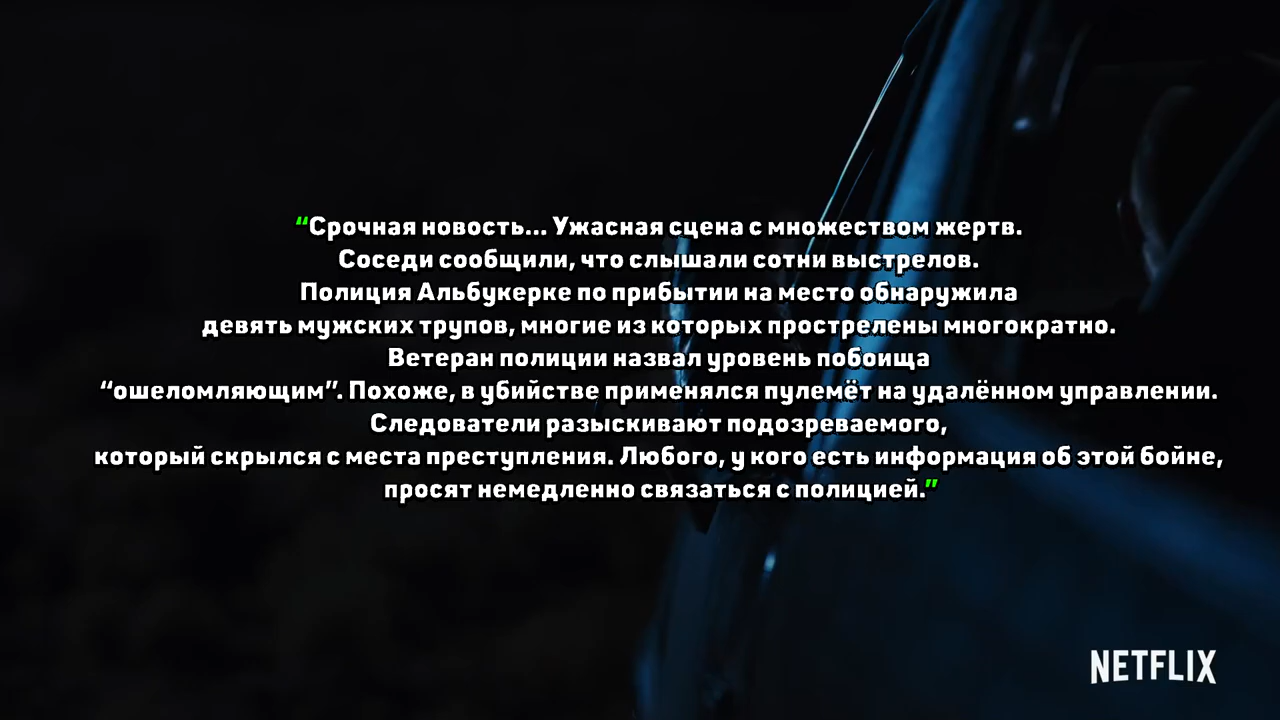 “Срочная новость... Ужасная сцена с множеством жертв.
Соседи сообщили, что слышали сотни выстрелов.
Полиция Альбукерке по прибытии на место обнаружила
девять мужских трупов, многие из которых прострелены многократно.
Ветеран полиции назвал уровень побоища
“ошеломляющим”. Похоже, в убийстве применялся пулемёт на удалённом управлении.
Следователи разыскивают подозреваемого,
который скрылся с места преступления. Любого, у кого есть информация об этой бойне,
просят немедленно связаться с полицией.”
NETFLIX